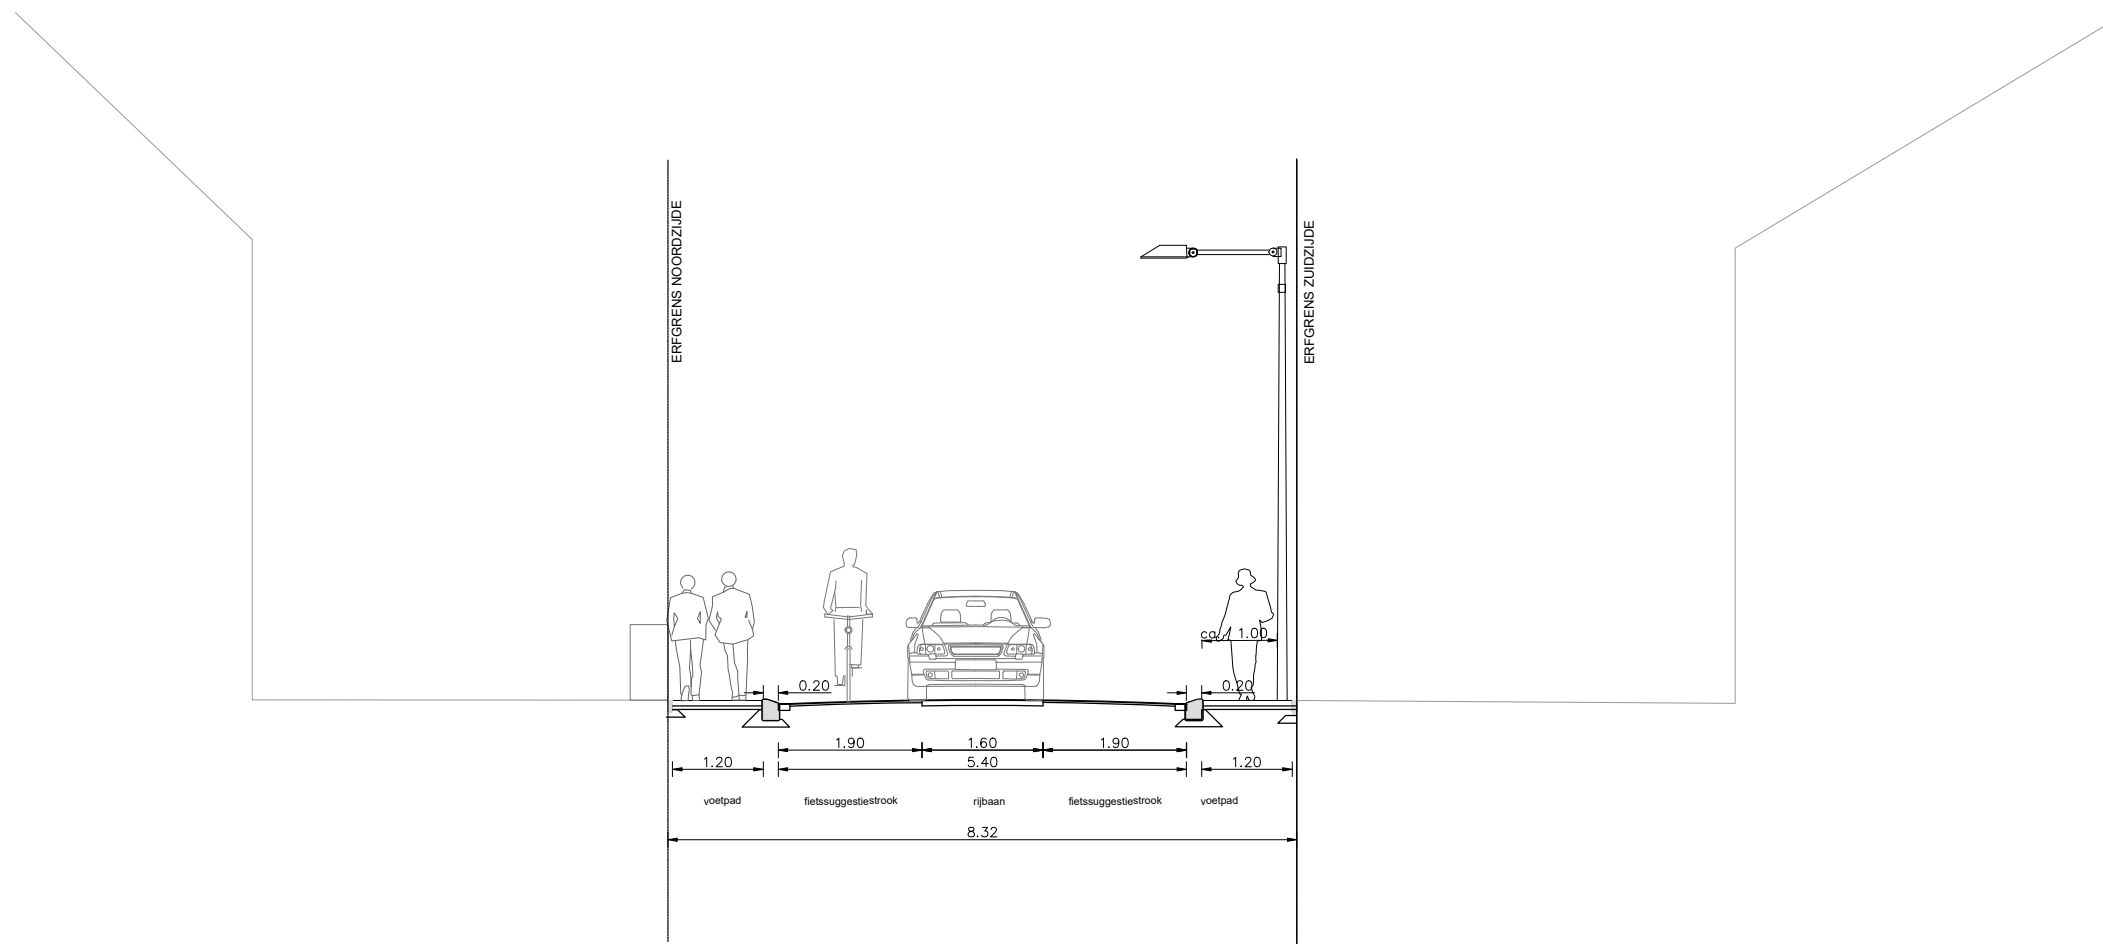 ERFGRENS NOORDZIJDE
ERFGRENS ZUIDZIJDE
ca. 1.00
0.20
0.20
1.90
1.60
1.90
1.20
5.40
1.20
voetpad
fietssuggestiestrook
rijbaan
fietssuggestiestrook
voetpad
8.32